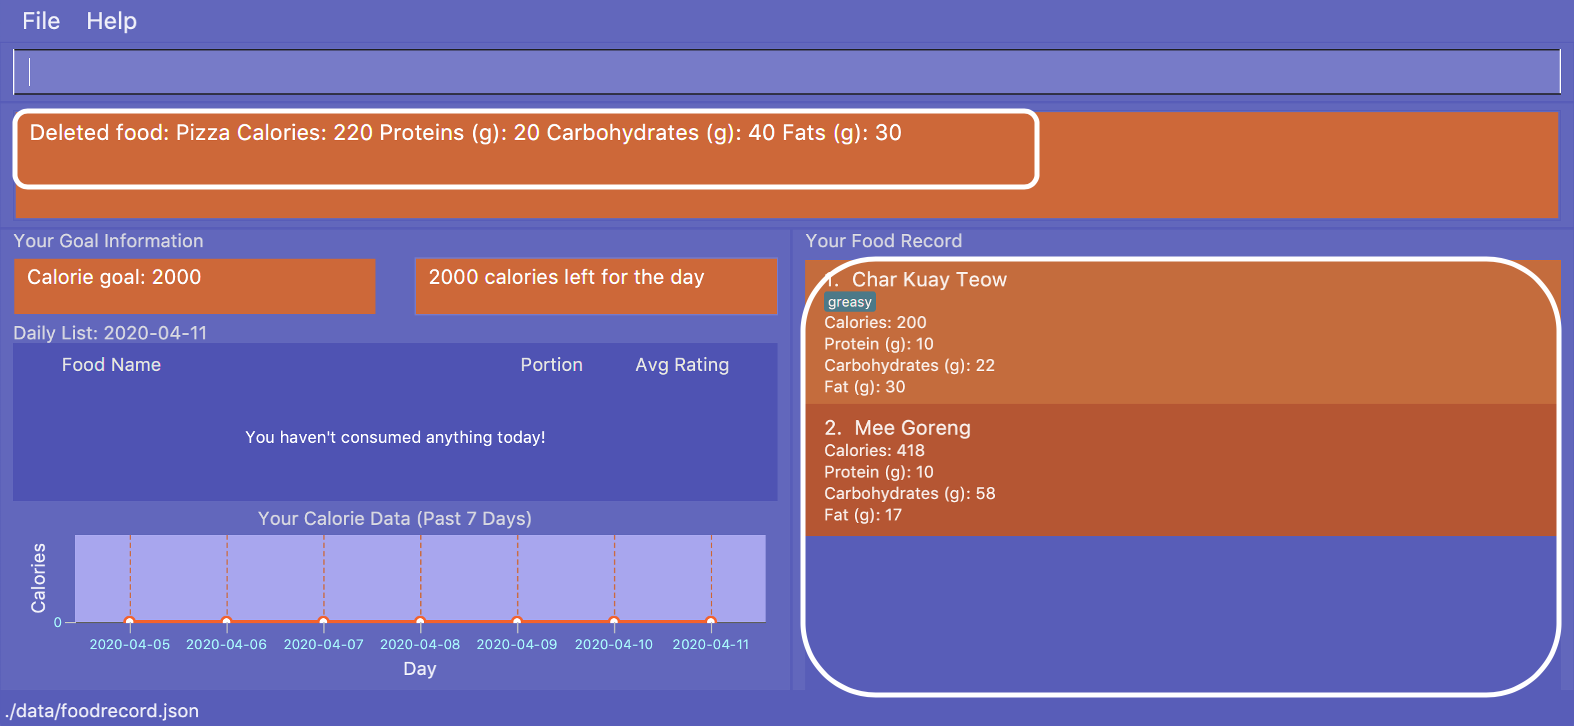 File Help
Deleted food: Pizza Calories: 220 Proteins (g): 20 Carbohydrates (g): 40 Fats (g): 30
Your Goal Information
Calorie goal: 2000
2000 calories left for the day
Daily List: 2020-04-11
Food Name Portion Avg Rating
You haven't consumed anything today!
Your Calorie Data (Past 7 Days)
Calories
0
2020-04-05 2020-04-06 2020-04-07 2020-04-08 2020-04-09 2020-04-10 2020-04-11
Day
Your Food Record
1. Char Kuay Teow
greasy
Calories: 200
Protein (g): 10
Carbohydrates (g): 22
Fat (g): 30
2. Mee Goreng
Calories: 418
Protein (g): 10
Carbohydrates (g): 58
Fat (g): 17
./data/foodrecord.json